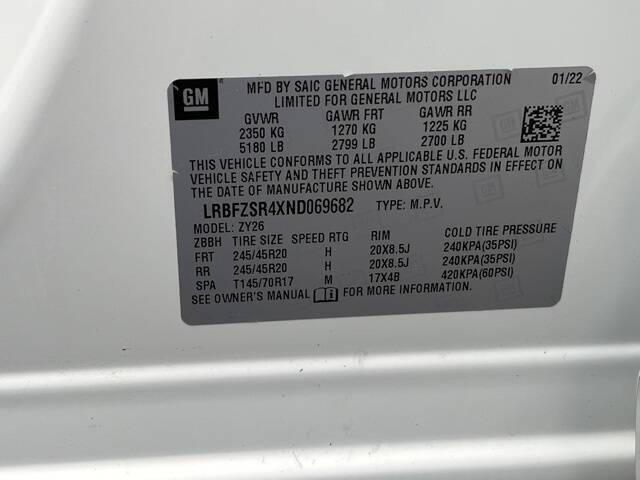 GM
MFD BY SAIC GENERAL MOTORS CORPORATION 01/22
LIMITED FOR GENERAL MOTORS LLC
GVWR GAWR FRT GAWR RR
2350 KG 1270 KG 1225 KG
5180 LB 2799 LB 2700 LB
THIS VEHICLE CONFORMS TO ALL APPLICABLE U.S. FEDERAL MOTOR
VEHICLE SAFETY AND THEFT PREVENTION STANDARDS IN EFFECT ON
THE DATE OF MANUFACTURE SHOWN ABOVE.
LRBFZSR4XND069682 TYPE: M.P.V.
MODEL: ZY26
ZBBH TIRE SIZE SPEED RTG RIM COLD TIRE PRESSURE
FRT 245/45R20 H 20X8.5J 240KPA(35PSI)
RR 245/45R20 H 20X8.5J 240KPA(35PSI)
SPA T145/70R17 M 17X4B 420KPA(60PSI)
SEE OWNER'S MANUAL FOR MORE INFORMATION.